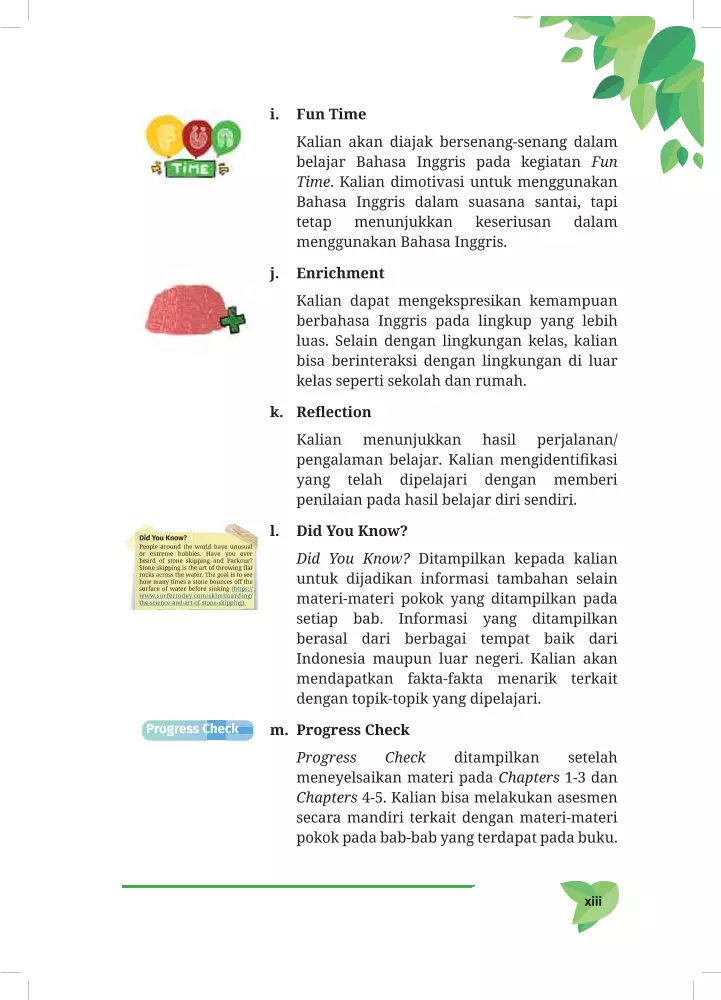 i. Fun Time
FUN
TIME
Kalian akan diajak bersenang-senang dalam
belajar Bahasa Inggris pada kegiatan Fun
Time. Kalian dimotivasi untuk menggunakan
Bahasa Inggris dalam suasana santai, tapi
tetap menunjukkan keseriusan dalam
menggunakan Bahasa Inggris.
j. Enrichment
Kalian dapat mengekspresikan kemampuan
berbahasa Inggris pada lingkup yang lebih
luas. Selain dengan lingkungan kelas, kalian
bisa berinteraksi dengan lingkungan di luar
kelas seperti sekolah dan rumah.
k. Reflection
Kalian menunjukkan hasil perjalanan/
pengalaman belajar. Kalian mengidentifikasi
yang telah dipelajari dengan memberi
penilaian pada hasil belajar diri sendiri.
Did You Know?
People around the world have unusual
or extreme hobbies. Have you ever
heard of stone skipping and Parkour?
Stone skipping is the art of throwing flat
rocks across the water. The goal is to see
how many times a stone bounces off the
surface of water before sinking (https://
www.surfertoday.com/skimboarding/
the-science-and-art-of-stone-skipping).
l. Did You Know?
Did You Know? Ditampilkan kepada kalian
untuk dijadikan informasi tambahan selain
materi-materi pokok yang ditampilkan pada
setiap bab. Informasi yang ditampilkan
berasal dari berbagai tempat baik dari
Indonesia maupun luar negeri. Kalian akan
mendapatkan fakta-fakta menarik terkait
dengan topik-topik yang dipelajari.
Progress Check
m. Progress Check
Progress Check ditampilkan setelah
meneyelsaikan materi pada Chapters 1-3 dan
Chapters 4-5. Kalian bisa melakukan asesmen
secara mandiri terkait dengan materi-materi
pokok pada bab-bab yang terdapat pada buku.
xiii